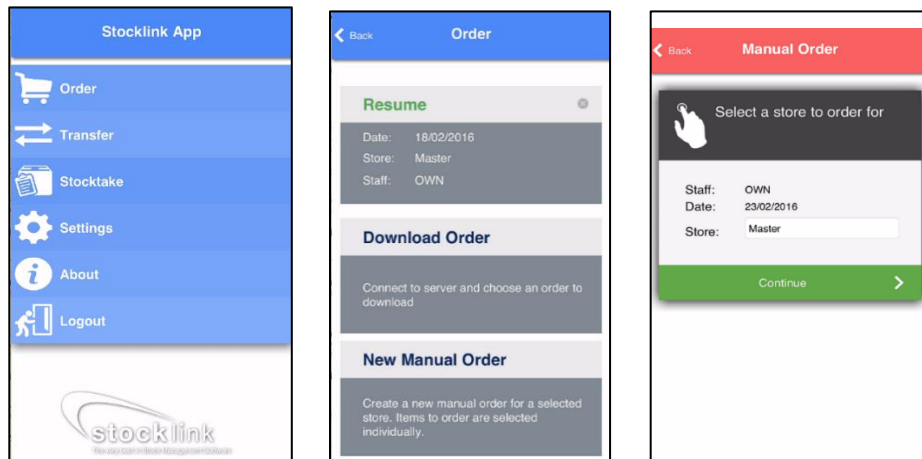 Stocklink App
Order
Transfer
Stocktake
Settings
About
Logout
stocklink
Back
Order
Resume
Date: 18/02/2016
Store: Master
Staff: OWN
Download Order
Connect to server and choose an order to
download
New Manual Order
Create a new manual order for a selected
store. Items to order are selected
individually.
Back
Manual Order
Select a store to order for
Staff: OWN
Date: 23/02/2016
Store: Master
Continue